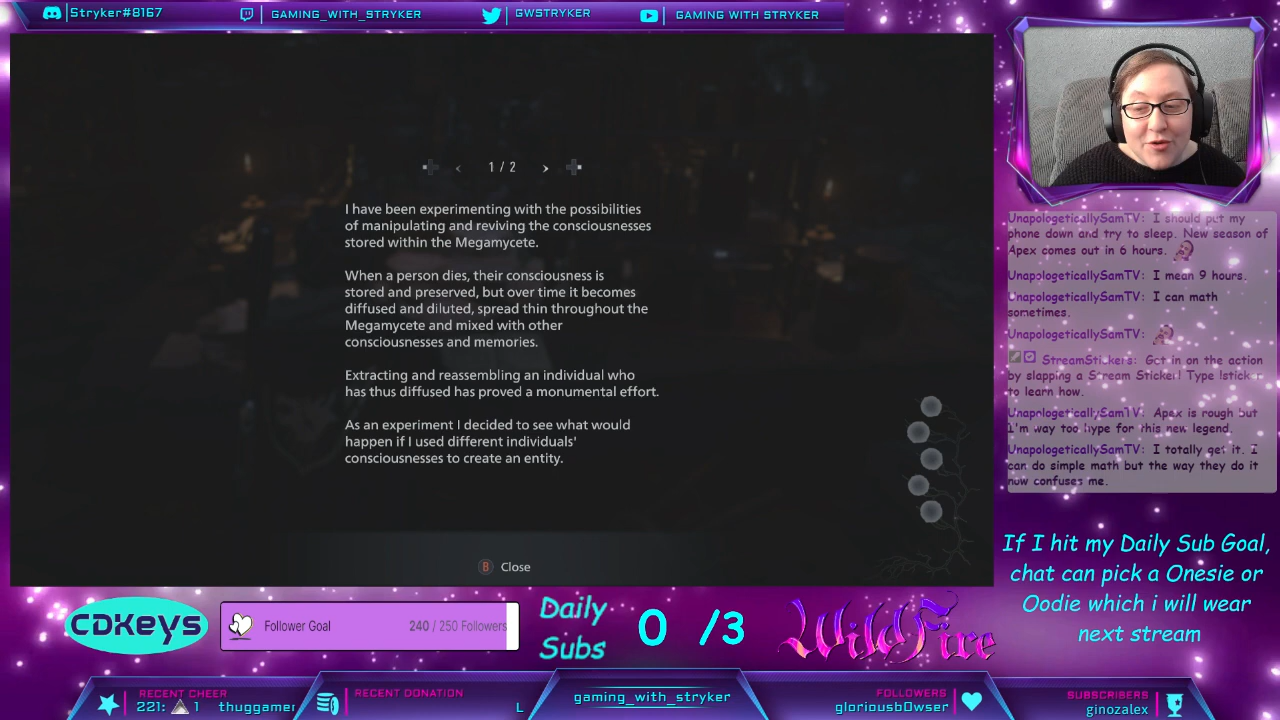 Stryker#8167
GAMING_WITH_STRYKER
GWSTRYKER
GAMING WITH STRYKER
1 / 2
I have been experimenting with the possibilities
of manipulating and reviving the consciousnesses
stored within the Megamycete.
When a person dies, their consciousness is
stored and preserved, but over time it becomes
diffused and diluted, spread thin throughout the
Megamycete and mixed with other
consciousnesses and memories.
Extracting and reassembling an individual who
has thus diffused has proved a monumental effort.
As an experiment I decided to see what would
happen if I used different individuals'
consciousnesses to create an entity.
B Close
UnapologeticallySamTV: I should put my
phone down and try to sleep. New season of
Apex comes out in 6 hours.
UnapologeticallySamTV: I mean 9 hours.
UnapologeticallySamTV: I can math
sometimes.
UnapologeticallySamTV:
StreamStickers: Get in on the action
by slapping a Stream Sticker! Type !stick
to learn how.
UnapologeticallySamTV: Apex is rough but
I'm way too hype for this new legend.
UnapologeticallySamTV: I totally get it. I
can do simple math but the way they do it
now confuses me.
If I hit my Daily Sub Goal,
chat can pick a Onesie or
Oodie which i will wear
next stream
CDKeys
Follower Goal
240 / 250 Followers
Daily
Subs
0 /3
WildFire
RECENT CHEER
221: 1 thuggamer
RECENT DONATION
L
gaming_with_stryker
FOLLOWERS
gloriousb0wser
SUBSCRIBERS
ginozalex